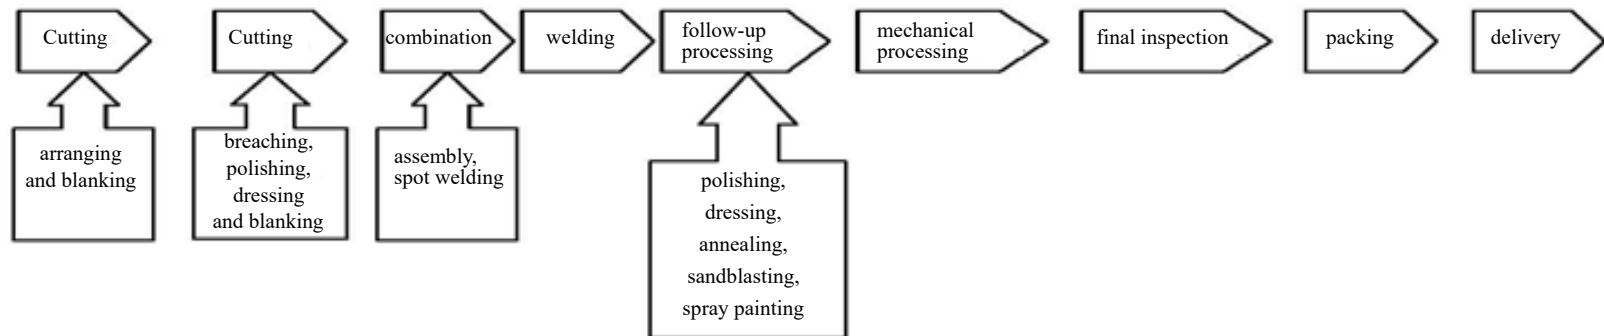 Cutting
Cutting
combination
welding
follow-up
processing
mechanical
processing
final inspection
packing
delivery
arranging
and blanking
breaching,
polishing,
dressing
and blanking
assembly,
spot welding
polishing,
dressing,
annealing,
sandblasting,
spray painting